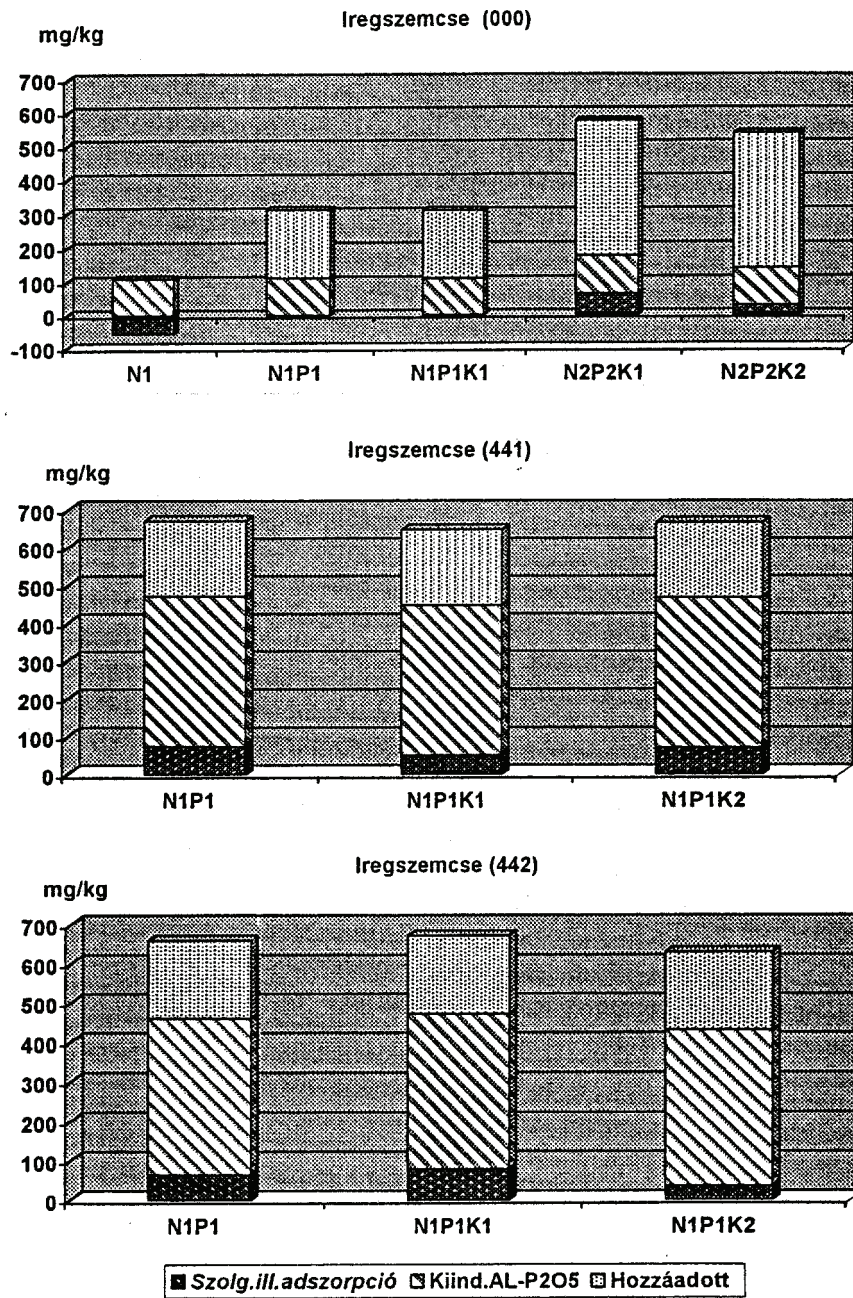 Iregszemcse (000)
mg/kg
700
600
500
400
300
200
100
0
-100
N1 N1P1 N1P1K1 N2P2K1 N2P2K2
Iregszemcse (441)
mg/kg
700
600
500
400
300
200
100
0
N1P1 N1P1K1 N1P1K2
Iregszemcse (442)
mg/kg
700
600
500
400
300
200
100
0
N1P1 N1P1K1 N1P1K2
Szolg.ill.adszorpció Kiind.AL-P2O5 Hozzáadott